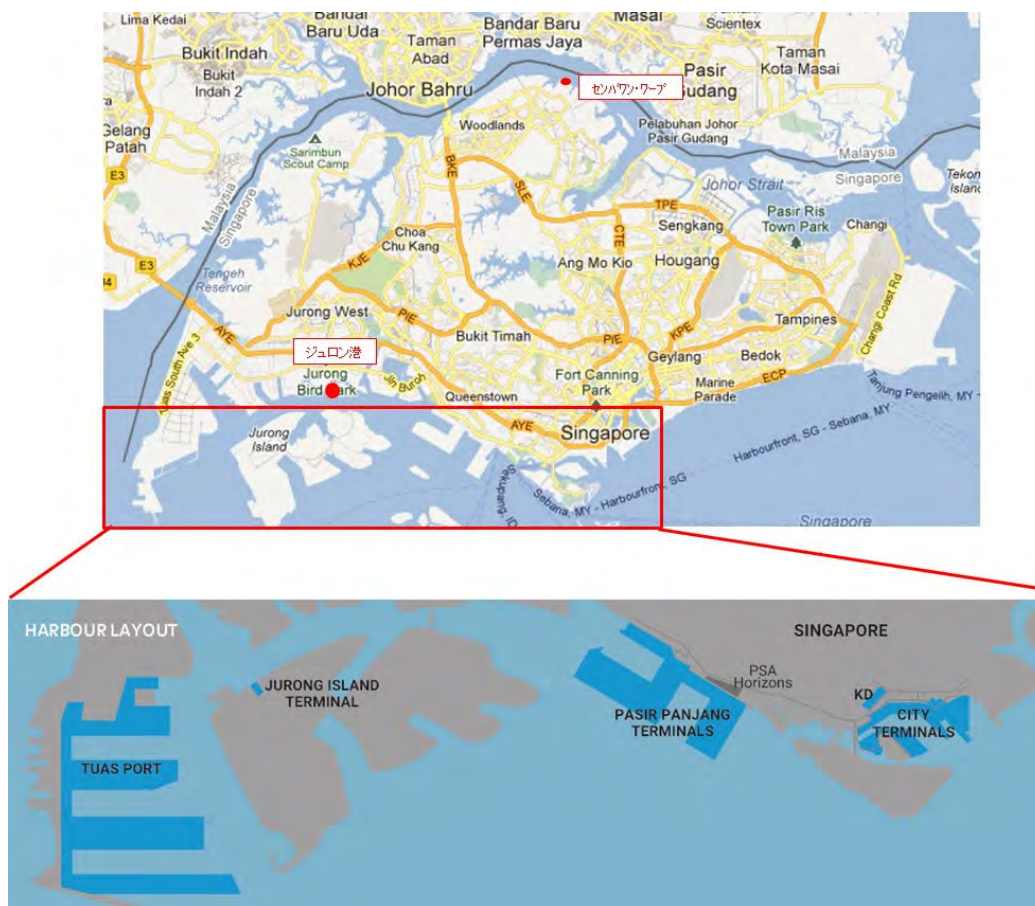 Lima Kedai
Bandar
Baru Uda
Bandar Baru
Permas Jaya
Masai
Scientex
Bukit Indah
Bukit
Indah 2
Taman
Abad
Taman
Kota Masai
Pasir
Gudang
Johor Bahru
センバワン・ワーブ
Gelang
Patah
Woodlands
Pelabuhan Johor
Pasir Gudang
Sarimbun
Scout Camp
BKE
Malaysia
Singapore
E3
Malaysia
Singapore
SLE
Johor Strait
Tekon
Island
TPE
Pasir Ris
Town Park
Sengkang
Changi
Choa
Chu Kang
CTE
Ang Mo Kio
Hougang
E3
KJE
Tengeh
Reservoir
Changi Coast Rd
Jurong West
PIE
Bukit Timah
PIE
KPE
Tampines
AYE
Tuas South Ave 3
ジュロン港
Geylang
Bedok
Jurong
Bird Park
Jln Buroh
Fort Canning
Park
Queenstown
Marine
Parade
ECP
Tanjung Pengelih, MY -
Jurong
Island
AYE
Singapore
Harbourfront, SG - Sebana, MY
Sekupang, ID
Sebana, MY - Harbourfront, SG
Singapore
HARBOUR LAYOUT
SINGAPORE
JURONG ISLAND
TERMINAL
PSA
Horizons
KD
PASIR PANJANG
TERMINALS
CITY
TERMINALS
TUAS PORT